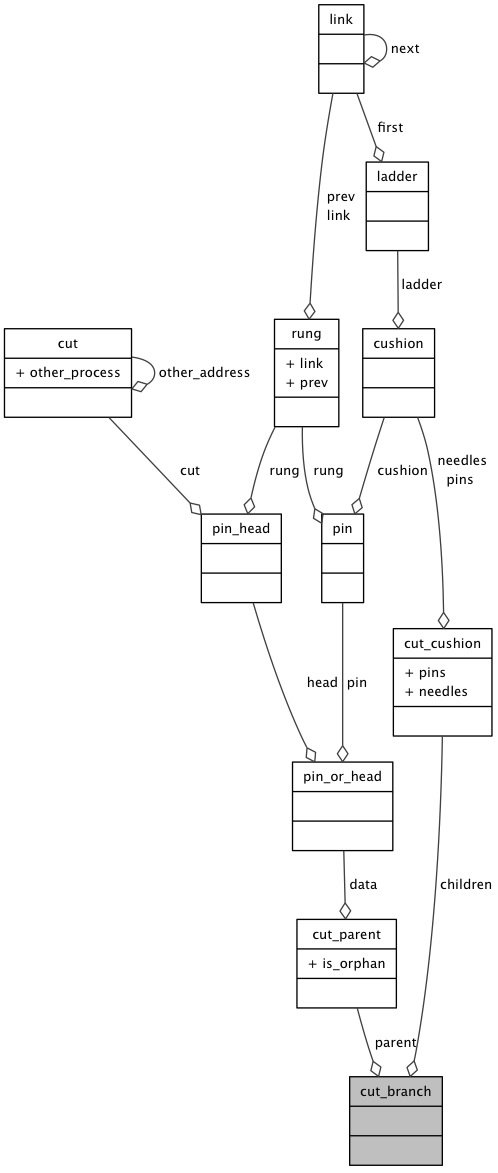 link
next
first
ladder
prev
link
ladder
rung
+ link
+ prev
cushion
cut
+ other_process
other_address
needles
pins
cut
rung
rung
cushion
pin_head
pin
cut_cushion
+ pins
+ needles
head
pin
pin_or_head
data
children
cut_parent
+ is_orphan
parent
cut_branch